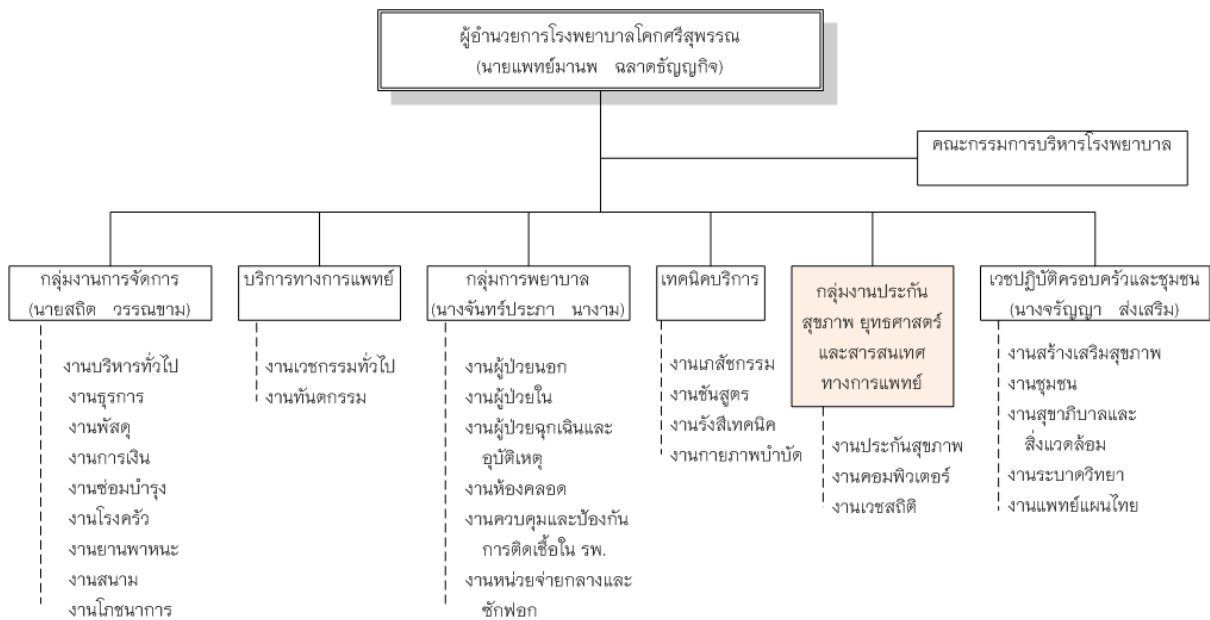 ผู้อำนวยการโรงพยาบาลโคกศรีสุพรรณ
(นายแพทย์มานพ ฉลาดธัญญกิจ)
คณะกรรมการบริหารโรงพยาบาล
กลุ่มงานการจัดการ
(นายสถิต วรรณขาม)
งานบริหารทั่วไป
งานธุรการ
งานพัสดุ
งานการเงิน
งานซ่อมบำรุง
งานโรงครัว
งานยานพาหนะ
งานสนาม
งานโภชนาการ
บริการทางการแพทย์
งานเวชกรรมทั่วไป
งานทันตกรรม
กลุ่มการพยาบาล
(นางจันทร์ประภา นางาม)
งานผู้ป่วยนอก
งานผู้ป่วยใน
งานผู้ป่วยฉุกเฉินและ
อุบัติเหตุ
งานห้องคลอด
งานควบคุมและป้องกัน
การติดเชื้อใน รพ.
งานหน่วยจ่ายกลางและ
ซักฟอก
เทคนิคบริการ
งานเภสัชกรรม
งานชันสูตร
งานรังสีเทคนิค
งานกายภาพบำบัด
กลุ่มงานประกัน
สุขภาพ ยุทธศาสตร์
และสารสนเทศ
ทางการแพทย์
งานประกันสุขภาพ
งานคอมพิวเตอร์
งานเวชสถิติ
เวชปฏิบัติครอบครัวและชุมชน
(นางจรัญญา ส่งเสริม)
งานสร้างเสริมสุขภาพ
งานชุมชน
งานสุขาภิบาลและ
สิ่งแวดล้อม
งานระบาดวิทยา
งานแพทย์แผนไทย